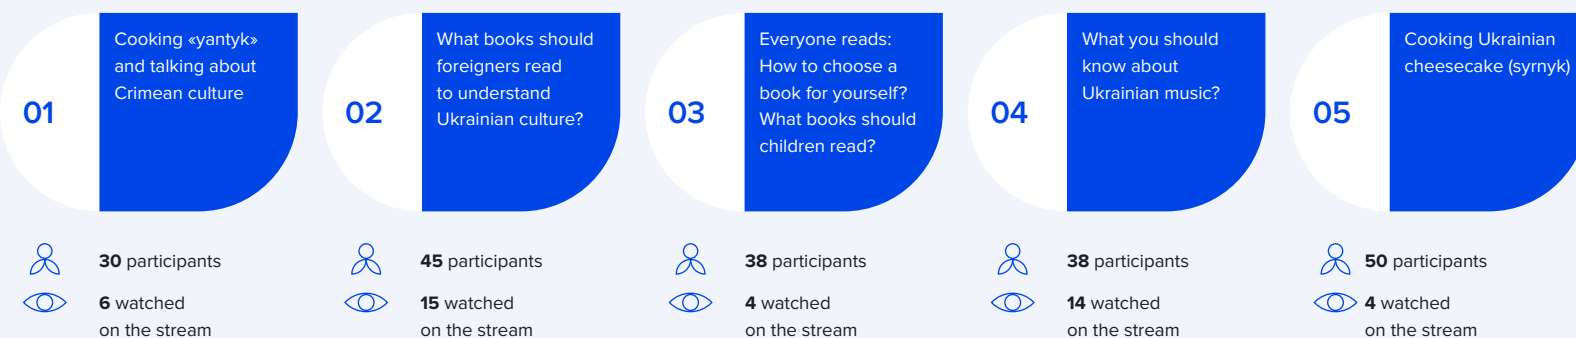 01
Cooking «yantyk»
and talking about
Crimean culture
30 participants
6 watched
on the stream
02
What books should
foreigners read
to understand
Ukrainian culture?
45 participants
15 watched
on the stream
03
Everyone reads:
How to choose a
book for yourself?
What books should
children read?
38 participants
4 watched
on the stream
04
What you should
know about
Ukrainian music?
38 participants
14 watched
on the stream
05
Cooking Ukrainian
cheesecake (syrnyk)
50 participants
4 watched
on the stream